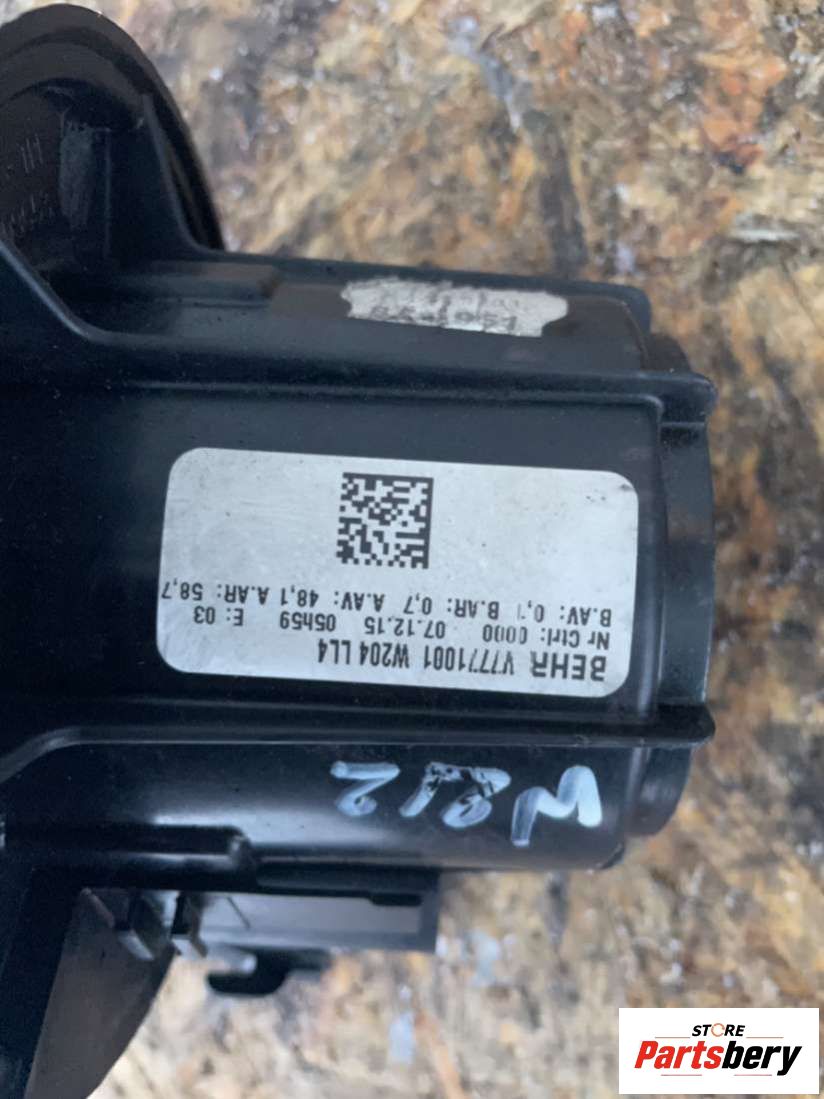 BEHR V7771001 W204 LL4
Nr Ctrl: 0000 07.12.15 05h59 E: 03
B.AV: 0, B.AR: 0,7 A.AV: 48,1 A.AR: 58,7
W212
STORE
Partsbery